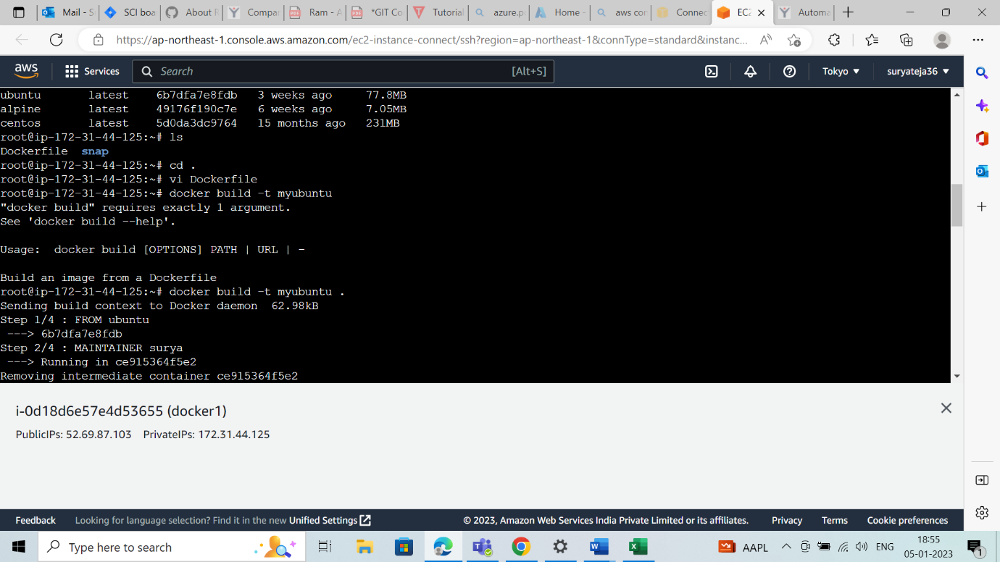 Mail - S
SCI boa
About R
Compar
Ram - A
*GIT Co
Tutorial
azure.p
Home -
aws cor
Connec
EC2
Automa
https://ap-northeast-1.console.aws.amazon.com/ec2-instance-connect/ssh?region=ap-northeast-1&connType=standard&instanc...
aws Services Search [Alt+S] Tokyo suryateja36
ubuntu latest 6b7dfa7e8fdb 3 weeks ago 77.8MB
alpine latest 49176f190c7e 6 weeks ago 7.05MB
centos latest 5d0da3dc9764 15 months ago 231MB
root@ip-172-31-44-125:~# ls
Dockerfile snap
root@ip-172-31-44-125:~# cd .
root@ip-172-31-44-125:~# vi Dockerfile
root@ip-172-31-44-125:~# docker build -t myubuntu
"docker build" requires exactly 1 argument.
See 'docker build --help'.
Usage: docker build [OPTIONS] PATH | URL | -
Build an image from a Dockerfile
root@ip-172-31-44-125:~# docker build -t myubuntu .
Sending build context to Docker daemon 62.98kB
Step 1/4 : FROM ubuntu
---> 6b7dfa7e8fdb
Step 2/4 : MAINTAINER surya
---> Running in ce915364f5e2
Removing intermediate container ce915364f5e2
i-0d18d6e57e4d53655 (docker1)
PublicIPs: 52.69.87.103 PrivateIPs: 172.31.44.125
Feedback Looking for language selection? Find it in the new Unified Settings © 2023, Amazon Web Services India Private Limited or its affiliates. Privacy Terms Cookie preferences
Type here to search AAPL ENG 18:55
05-01-2023 1